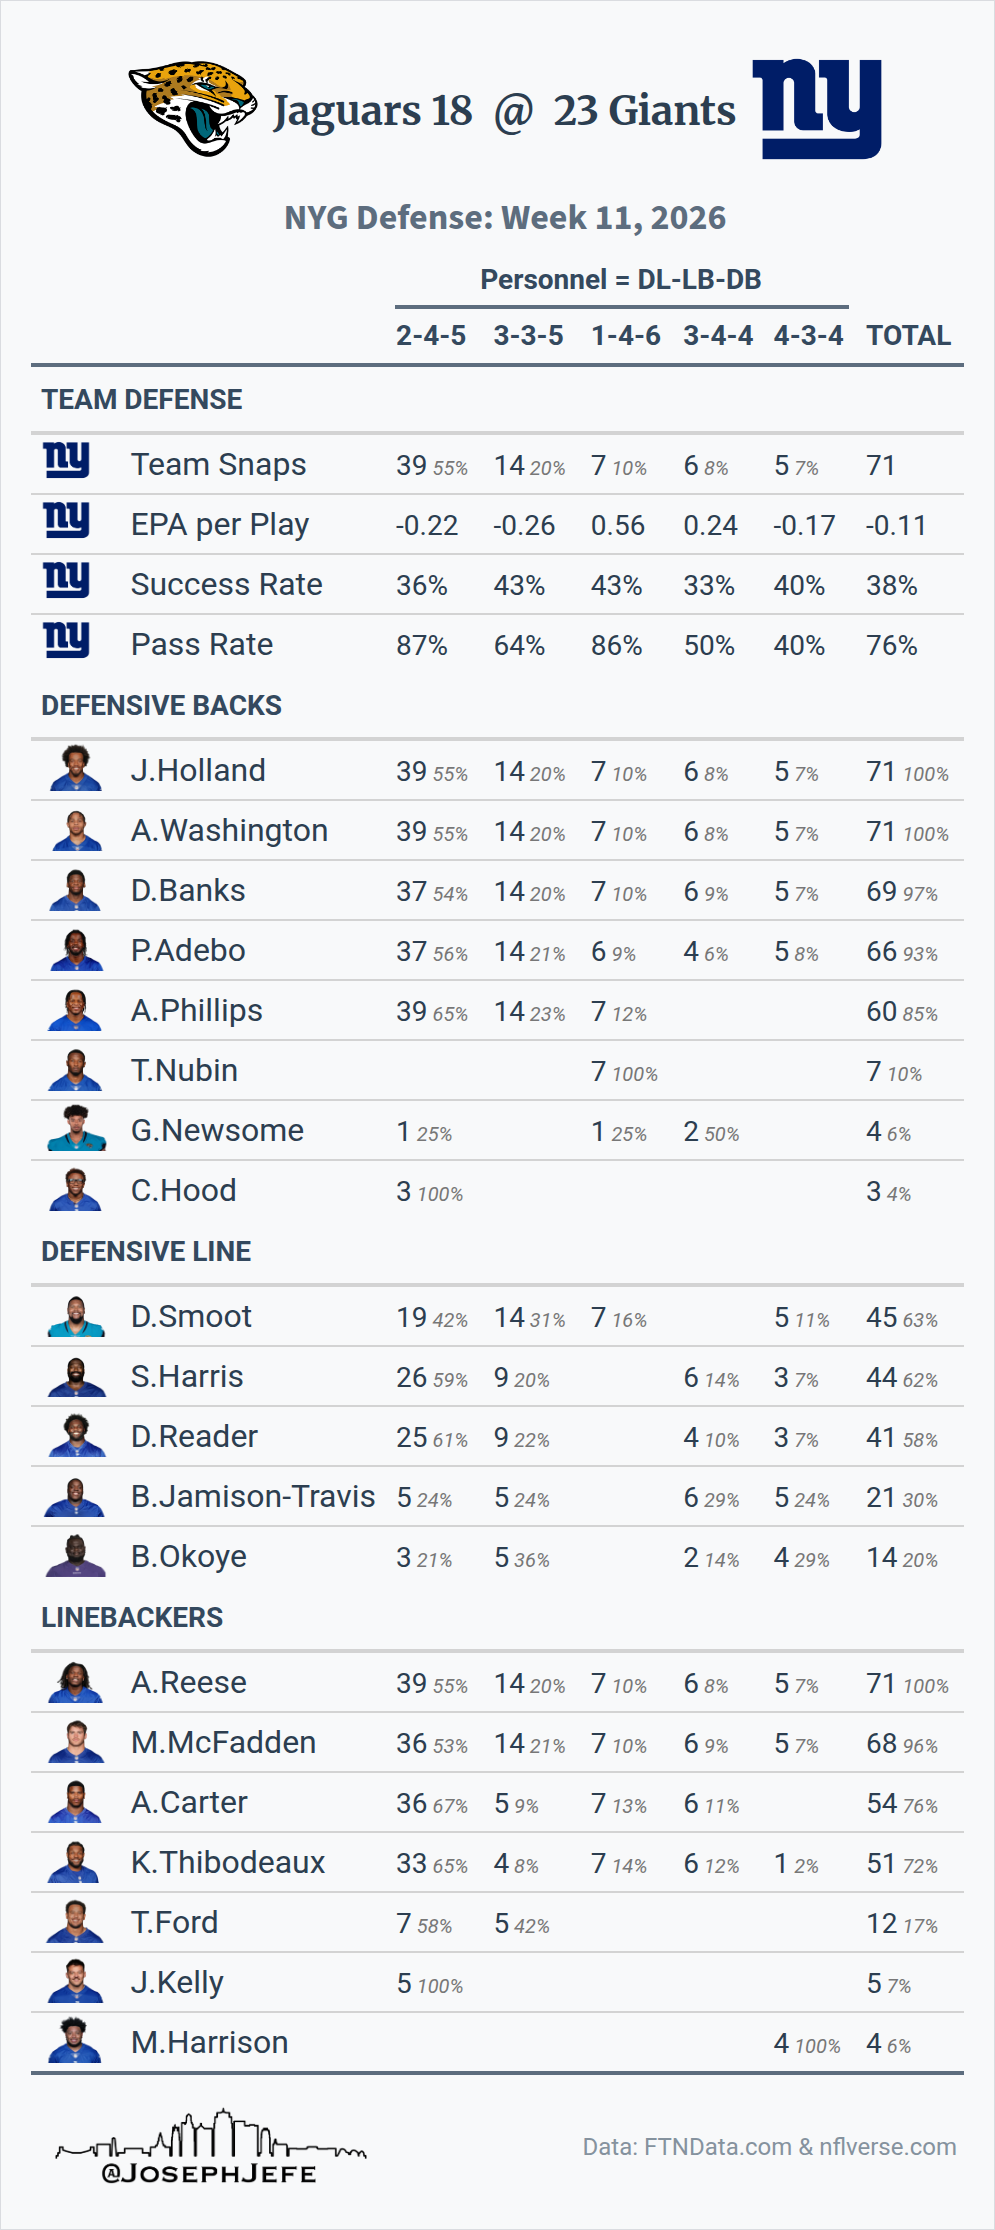 Jaguars 18 @ 23 Giants
ny
NYG Defense: Week 11, 2026
Personnel = DL-LB-DB
2-4-5 3-3-5 1-4-6 3-4-4 4-3-4 TOTAL
TEAM DEFENSE
ny Team Snaps 39 55% 14 20% 7 10% 6 8% 5 7% 71
ny EPA per Play -0.22 -0.26 0.56 0.24 -0.17 -0.11
ny Success Rate 36% 43% 43% 33% 40% 38%
ny Pass Rate 87% 64% 86% 50% 40% 76%
DEFENSIVE BACKS
J.Holland 39 55% 14 20% 7 10% 6 8% 5 7% 71 100%
A.Washington 39 55% 14 20% 7 10% 6 8% 5 7% 71 100%
D.Banks 37 54% 14 20% 7 10% 6 9% 5 7% 69 97%
P.Adebo 37 56% 14 21% 6 9% 4 6% 5 8% 66 93%
A.Phillips 39 65% 14 23% 7 12% 60 85%
T.Nubin 7 100% 7 10%
G.Newsome 1 25% 1 25% 2 50% 4 6%
C.Hood 3 100% 3 4%
DEFENSIVE LINE
D.Smoot 19 42% 14 31% 7 16% 5 11% 45 63%
S.Harris 26 59% 9 20% 6 14% 3 7% 44 62%
D.Reader 25 61% 9 22% 4 10% 3 7% 41 58%
B.Jamison-Travis 5 24% 5 24% 6 29% 5 24% 21 30%
B.Okoye 3 21% 5 36% 2 14% 4 29% 14 20%
LINEBACKERS
A.Reese 39 55% 14 20% 7 10% 6 8% 5 7% 71 100%
M.McFadden 36 53% 14 21% 7 10% 6 9% 5 7% 68 96%
A.Carter 36 67% 5 9% 7 13% 6 11% 54 76%
K.Thibodeaux 33 65% 4 8% 7 14% 6 12% 1 2% 51 72%
T.Ford 7 58% 5 42% 12 17%
J.Kelly 5 100% 5 7%
M.Harrison 4 100% 4 6%
@JOSEPHJEFE
Data: FTNData.com & nflverse.com